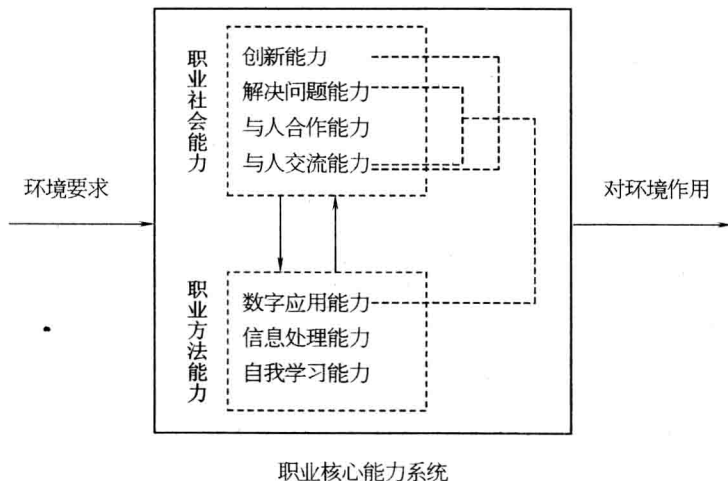 职业社会能力
创新能力
解决问题能力
与人合作能力
与人交流能力
环境要求
对环境作用
职业方法能力
数字应用能力
信息处理能力
自我学习能力
职业核心能力系统